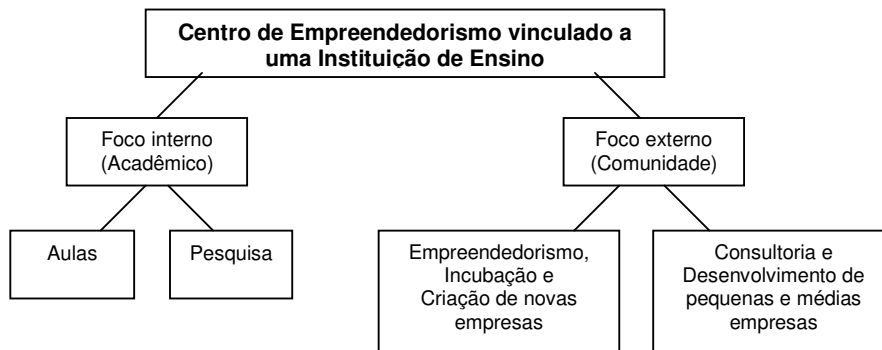 Centro de Empreendedorismo vinculado a
uma Instituição de Ensino
Foco interno
(Acadêmico)
Foco externo
(Comunidade)
Aulas
Pesquisa
Empreendedorismo,
Incubação e
Criação de novas
empresas
Consultoria e
Desenvolvimento de
pequenas e médias
empresas